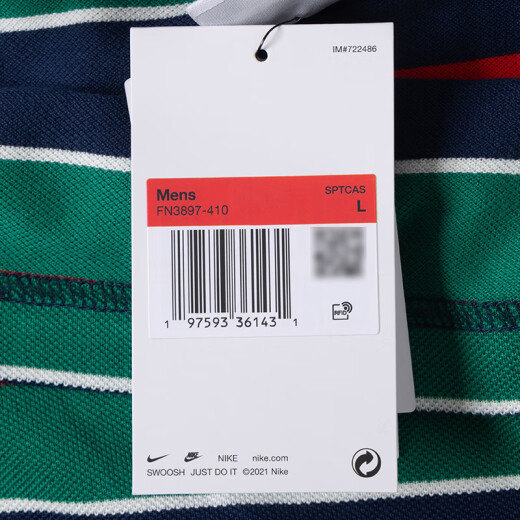 IM#722486
Mens SPTCAS
FN3897-410 L
1 97593 36143 1
RFID
NIKE NIKE nike.com
SWOOSH JUST DO IT ©2021 Nike